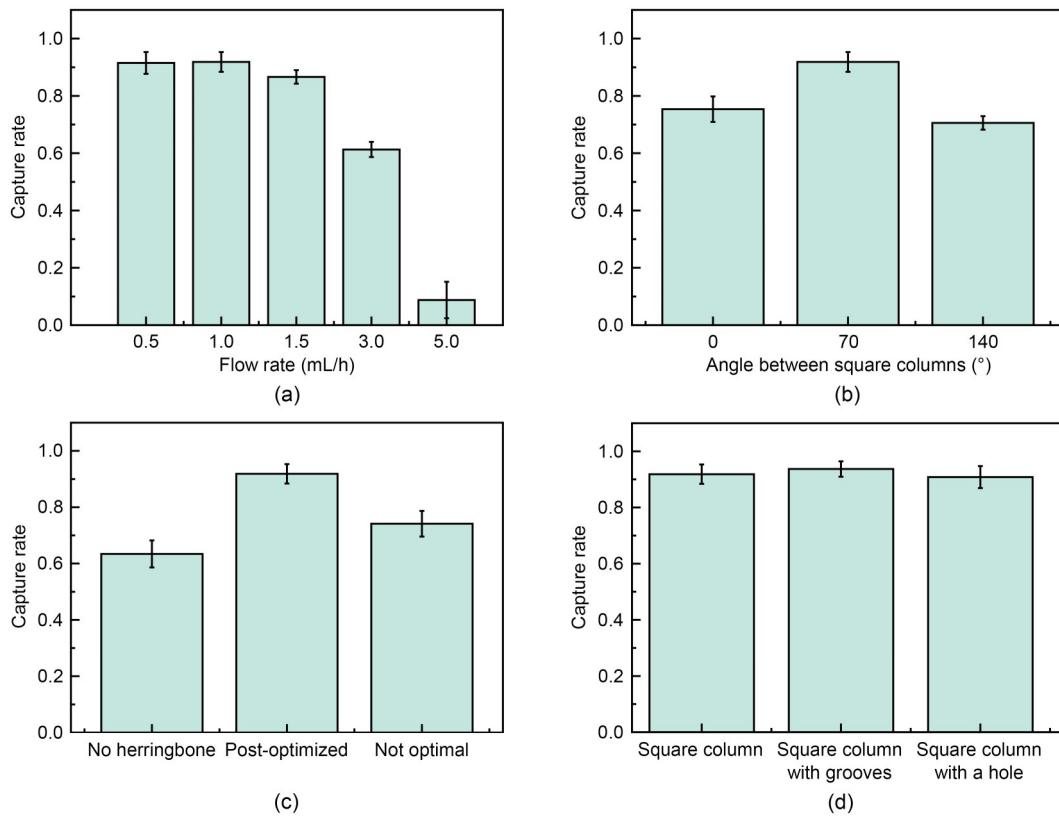 1.0
0.8
0.6
0.4
0.2
0.0
Capture rate
0.5 1.0 1.5 3.0 5.0
Flow rate (mL/h)
(a)
1.0
0.8
0.6
0.4
0.2
0.0
Capture rate
0 70 140
Angle between square columns (°)
(b)
1.0
0.8
0.6
0.4
0.2
0.0
Capture rate
No herringbone Post-optimized Not optimal
(c)
1.0
0.8
0.6
0.4
0.2
0.0
Capture rate
Square column Square column Square column
with grooves with a hole
(d)